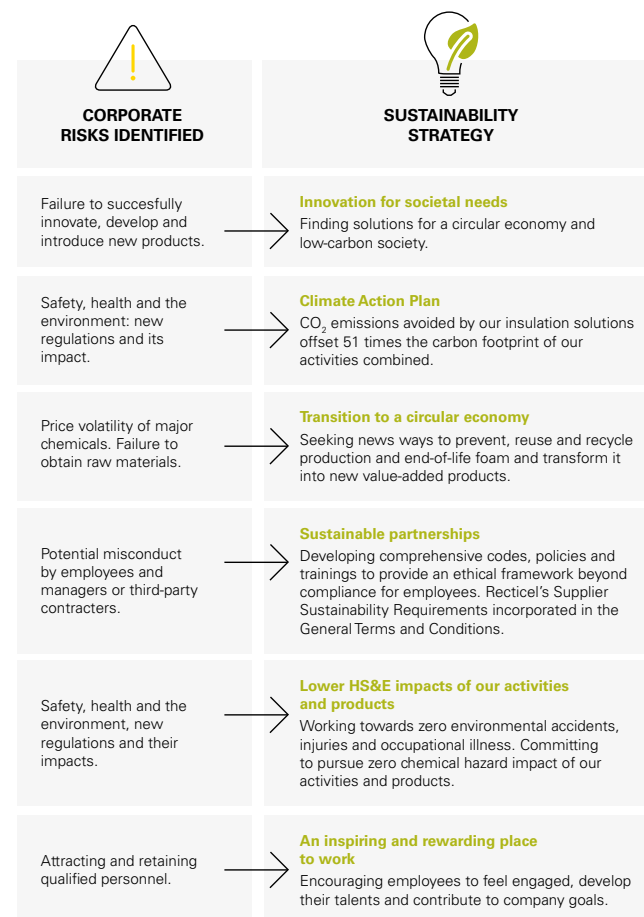 CORPORATE
RISKS IDENTIFIED
SUSTAINABILITY
STRATEGY
Failure to succesfully
innovate, develop and
introduce new products.
Innovation for societal needs
Finding solutions for a circular economy and
low-carbon society.
Safety, health and the
environment: new
regulations and its
impact.
Climate Action Plan
CO₂ emissions avoided by our insulation solutions
offset 51 times the carbon footprint of our
activities combined.
Price volatility of major
chemicals. Failure to
obtain raw materials.
Transition to a circular economy
Seeking news ways to prevent, reuse and recycle
production and end-of-life foam and transform it
into new value-added products.
Potential misconduct
by employees and
managers or third-party
contracters.
Sustainable partnerships
Developing comprehensive codes, policies and
trainings to provide an ethical framework beyond
compliance for employees. Recticel’s Supplier
Sustainability Requirements incorporated in the
General Terms and Conditions.
Safety, health and the
environment, new
regulations and their
impacts.
Lower HS&E impacts of our activities
and products
Working towards zero environmental accidents,
injuries and occupational illness. Committing
to pursue zero chemical hazard impact of our
activities and products.
Attracting and retaining
qualified personnel.
An inspiring and rewarding place
to work
Encouraging employees to feel engaged, develop
their talents and contribute to company goals.